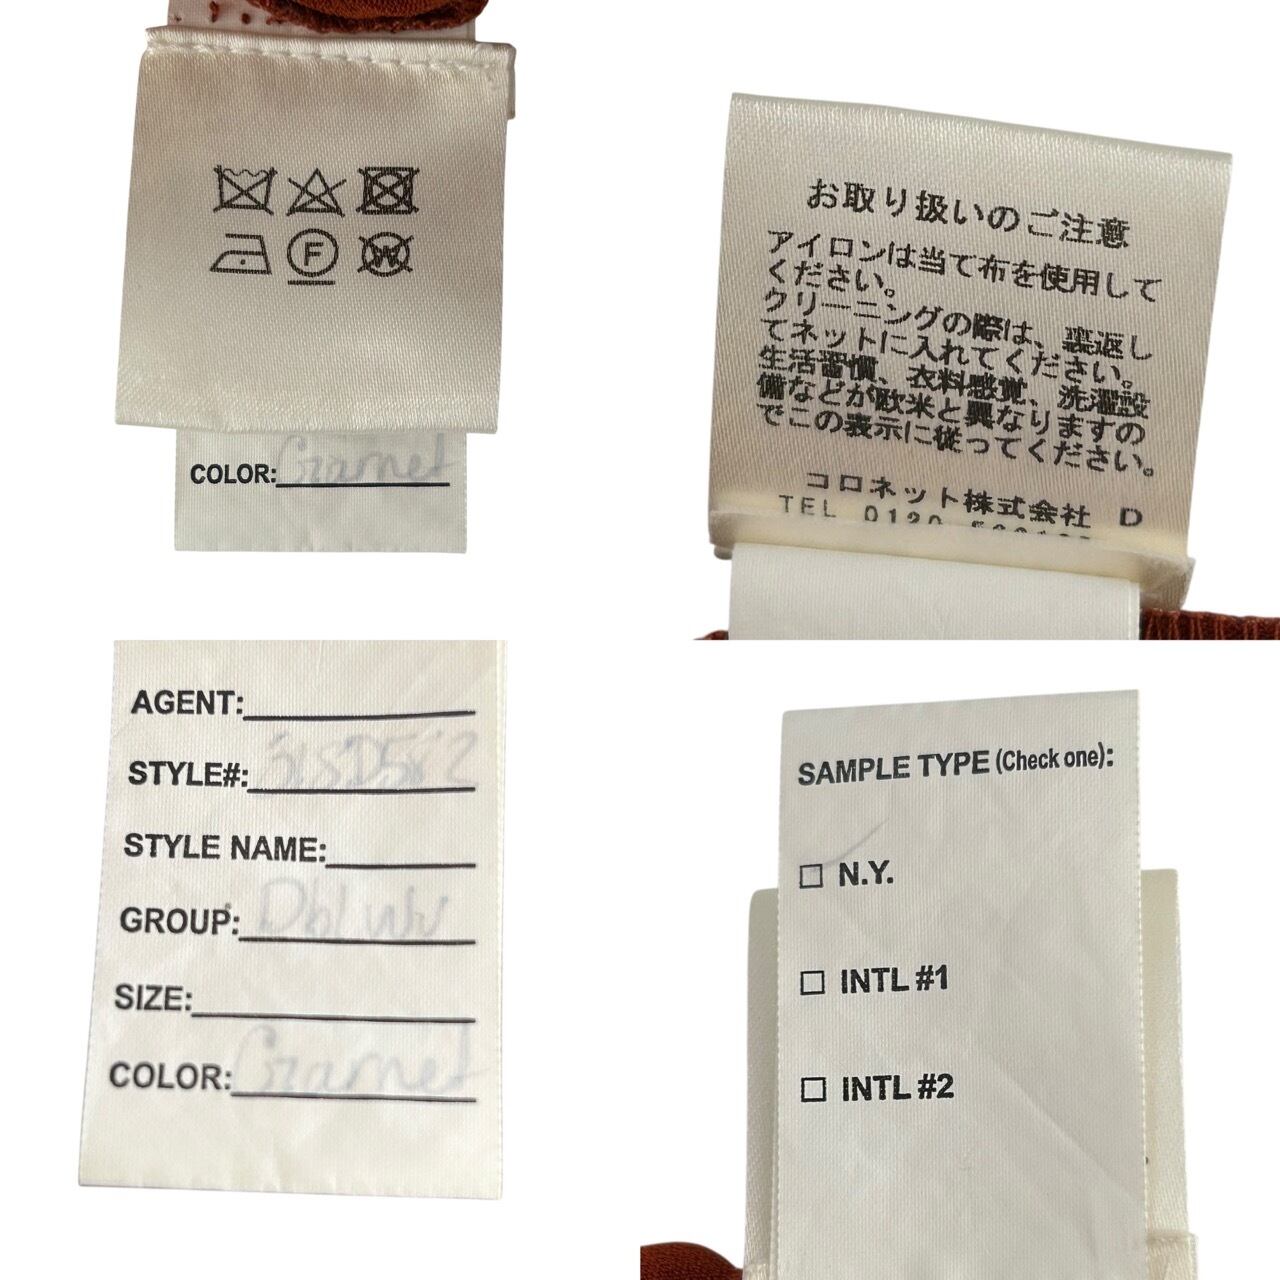 F
W
COLOR: Garnet
お取り扱いのご注意
アイロンは当て布を使用して
ください。
クリーニングの際は、裏返し
てネットに入れてください。
生活習慣、衣料感覚、洗濯設
備などが欧米と異なりますの
でこの表示に従ってください。
コロネット株式会社 D
TEL 0120
AGENT:
STYLE#:
STYLE NAME:
GROUP: Dbl Wv
SIZE:
COLOR: Garnet
SAMPLE TYPE (Check one):
☐ N.Y.
☐ INTL #1
☐ INTL #2